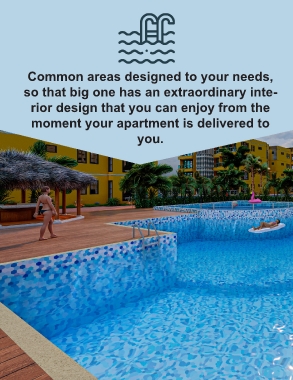 Common areas designed to your needs,
so that big one has an extraordinary inte-
rior design that you can enjoy from the
moment your apartment is delivered to
you.